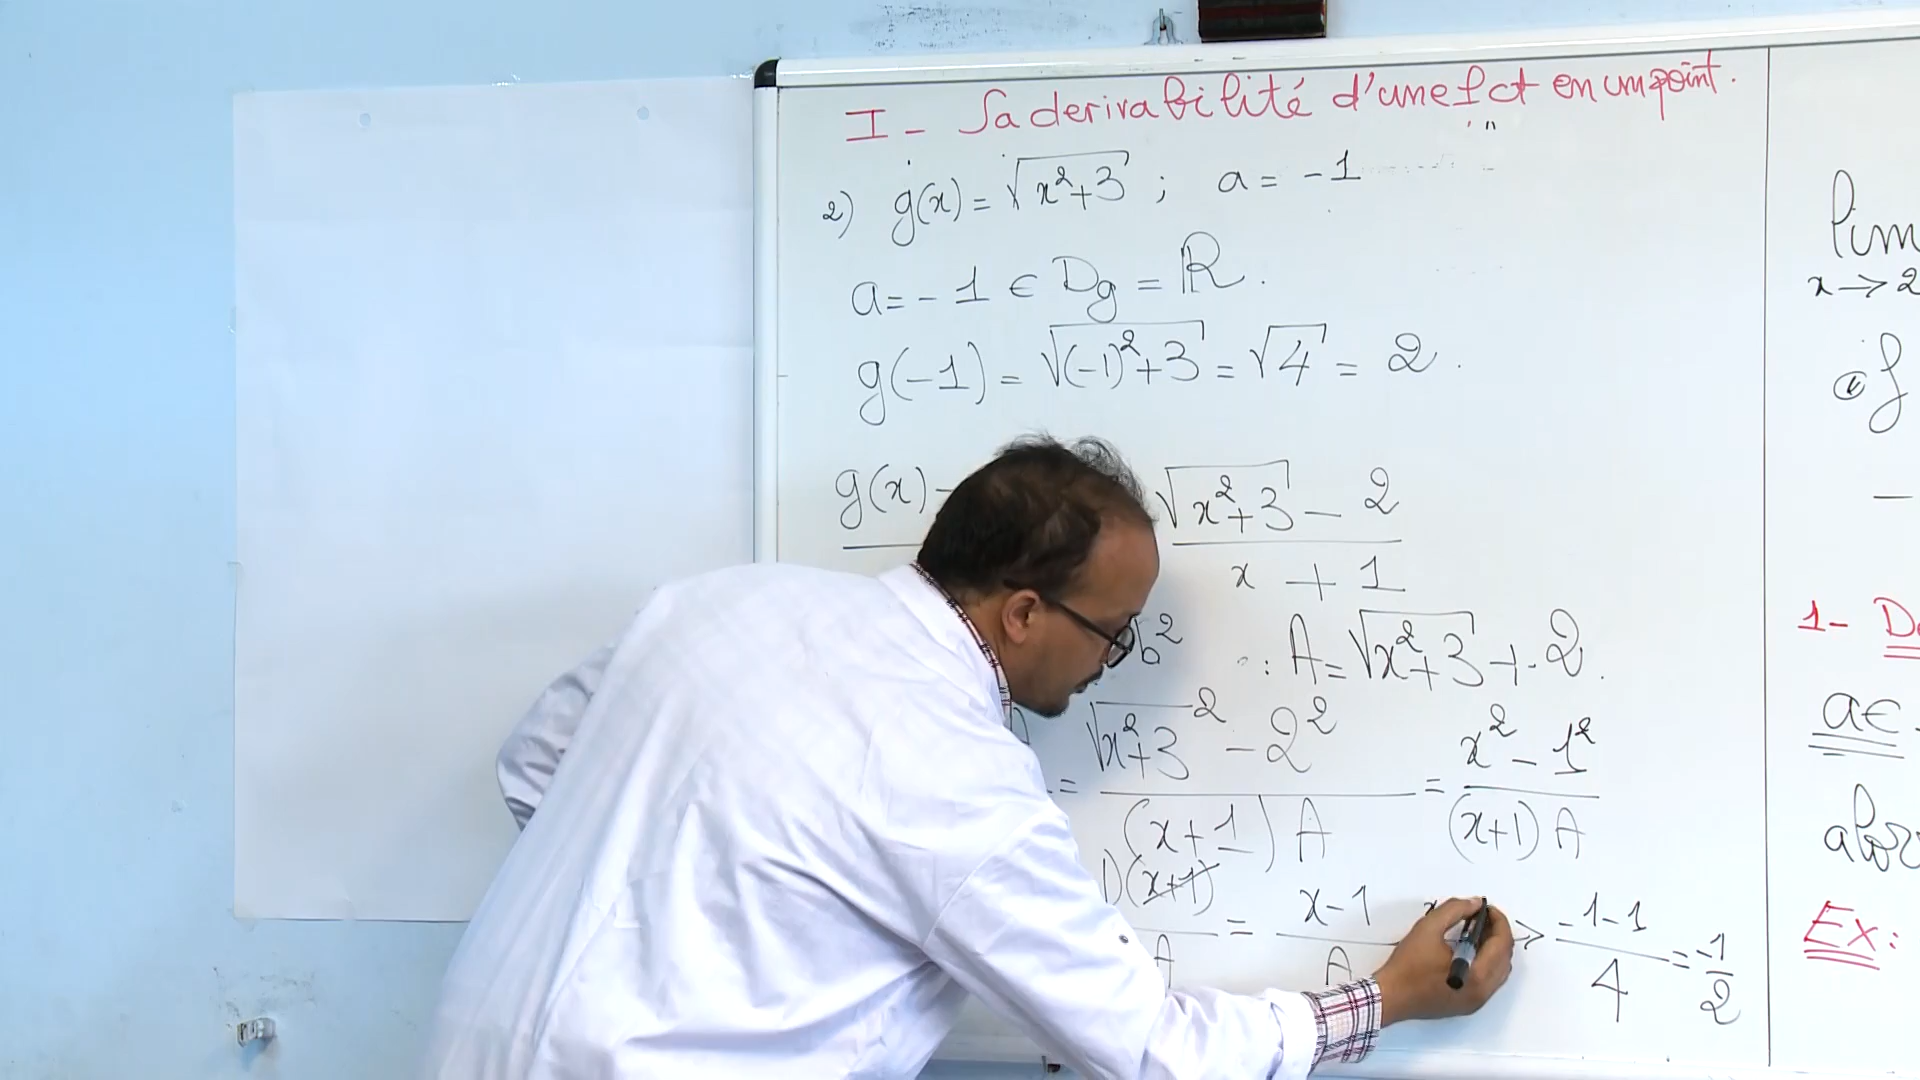 I - La derivabilité d'une fct en un point.
2) g(x) = √x²+3 ; a = -1
a = -1 ∈ Dg = ℝ.
g(-1) = √(-1)²+3 = √4 = 2.
g(x) - √x²+3 - 2
x + 1
b² : A = √x²+3 + 2.
= √x²+3² - 2² = x² - 1²
(x+1) A (x+1) A
1)(x+1) = x-1 → -1-1 = -1
A A 4 2
lim
x→2
f
1- De
a∈
alors
Ex: